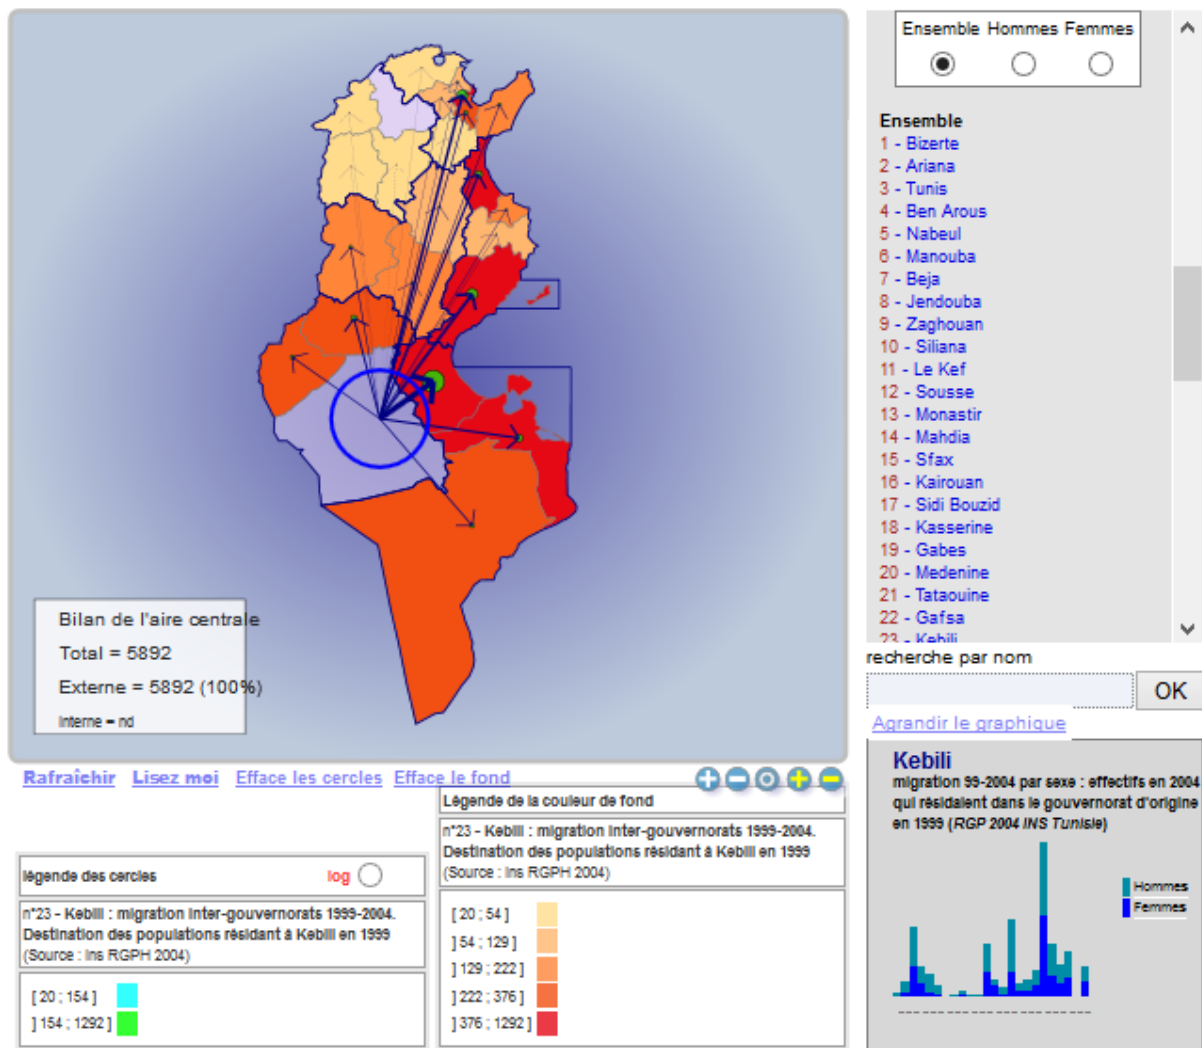 Ensemble Hommes Femmes
Ensemble
1 - Bizerte
2 - Ariana
3 - Tunis
4 - Ben Arous
5 - Nabeul
6 - Manouba
7 - Beja
8 - Jendouba
9 - Zaghouan
10 - Siliana
11 - Le Kef
12 - Sousse
13 - Monastir
14 - Mahdia
15 - Sfax
16 - Kairouan
17 - Sidi Bouzid
18 - Kasserine
19 - Gabes
20 - Medenine
21 - Tataouine
22 - Gafsa
23 - Kebili
recherche par nom
OK
Agrandir le graphique
Bilan de l'aire centrale
Total = 5892
Externe = 5892 (100%)
Interne = nd
Rafraîchir Lisez moi Efface les cercles Efface le fond
légende des cercles log
n°23 - Kebili : migration inter-gouvernorats 1999-2004.
Destination des populations résidant à Kebili en 1999
(Source : Ins RGPH 2004)
[ 20 ; 154 ]
] 154 ; 1292 ]
Légende de la couleur de fond
n°23 - Kebili : migration inter-gouvernorats 1999-2004.
Destination des populations résidant à Kebili en 1999
(Source : Ins RGPH 2004)
[ 20 ; 54 ]
] 54 ; 129 ]
] 129 ; 222 ]
] 222 ; 376 ]
] 376 ; 1292 ]
Kebili
migration 99-2004 par sexe : effectifs en 2004
qui résidaient dans le gouvernorat d'origine
en 1999 (RGP 2004 INS Tunisie)
Hommes
Femmes